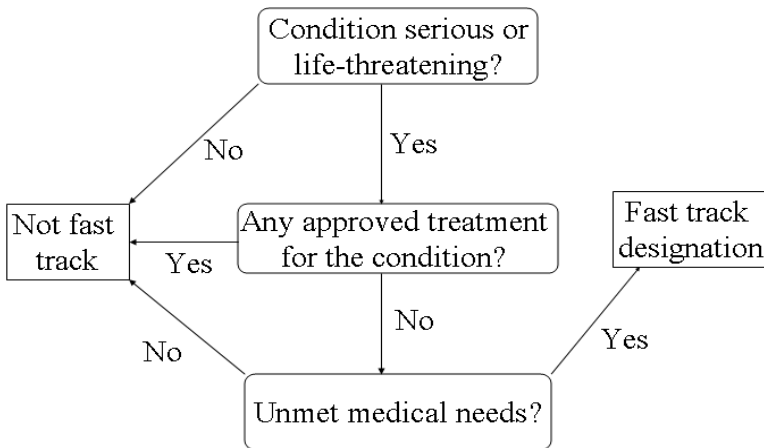 Condition serious or
life-threatening?
No
Yes
Not fast
track
Any approved treatment
for the condition?
Fast track
designation
Yes
No
No
Yes
Unmet medical needs?